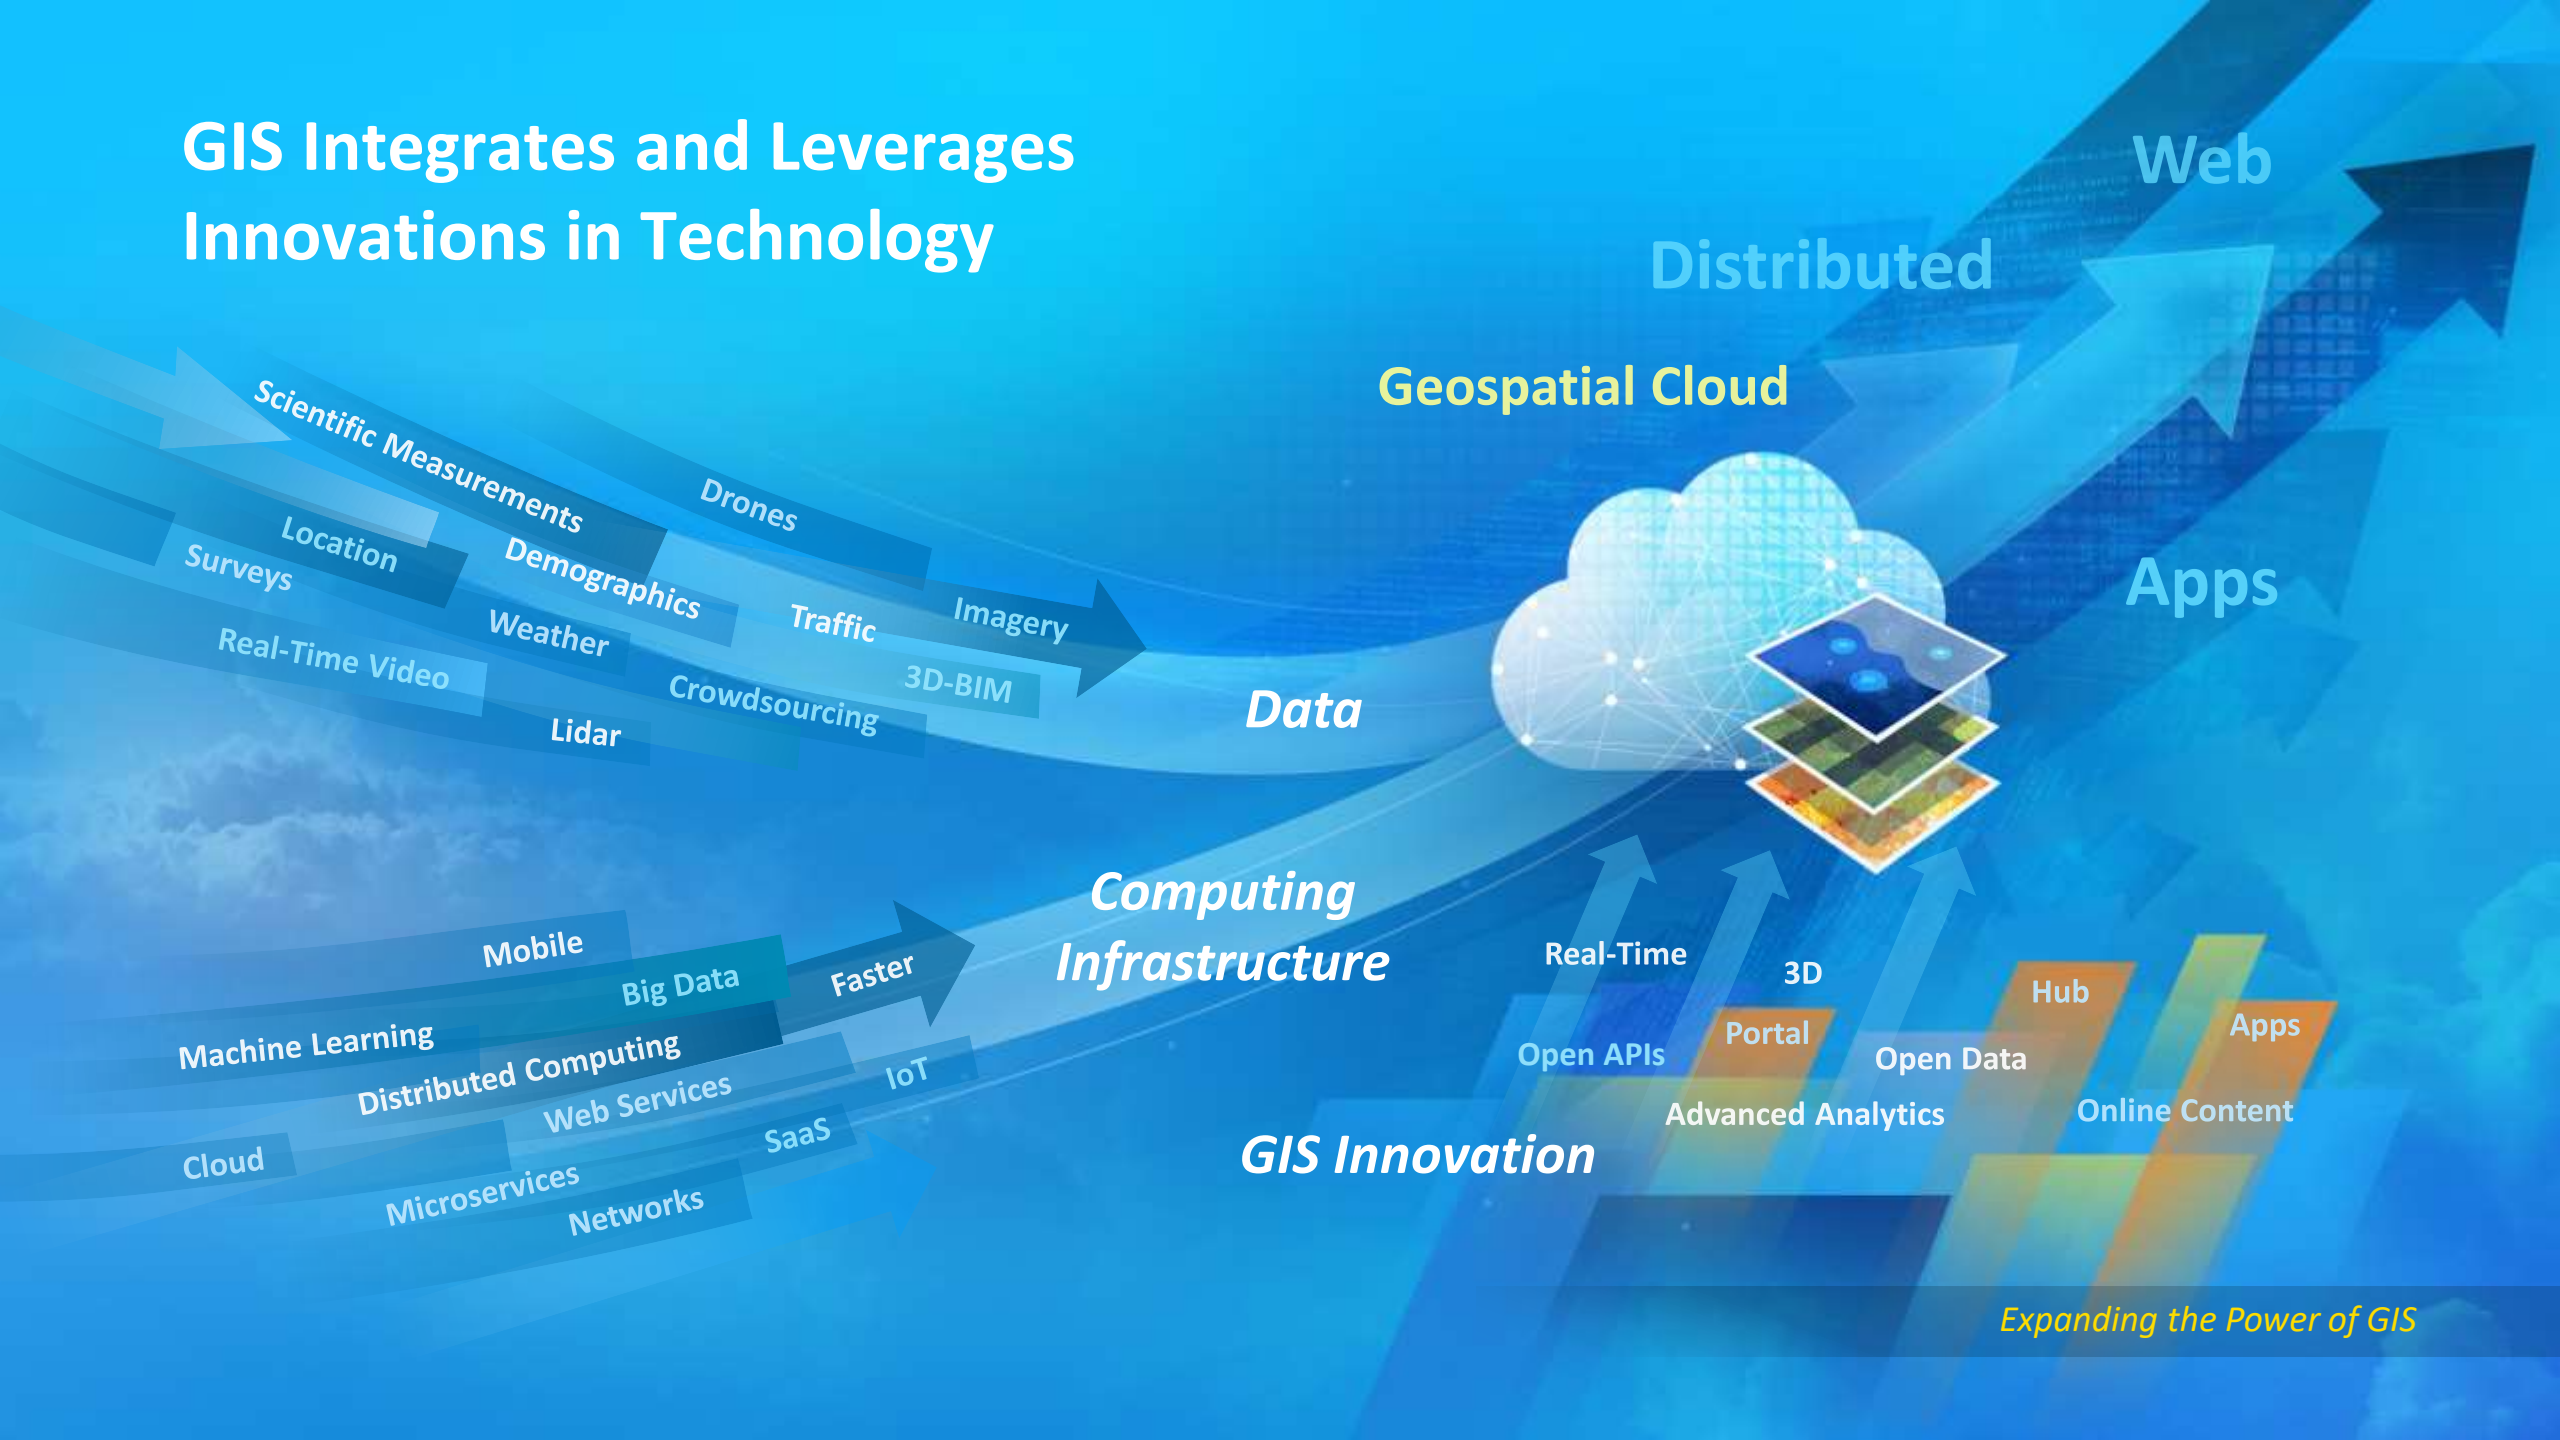 GIS Integrates and Leverages
Innovations in Technology
Web
Distributed
Geospatial Cloud
Apps
Scientific Measurements
Drones
Location
Surveys
Demographics
Weather
Traffic
Imagery
Real-Time Video
3D-BIM
Crowdsourcing
Lidar
Data
Computing
Infrastructure
Mobile
Big Data
Faster
Machine Learning
Distributed Computing
Web Services
IoT
Cloud
SaaS
Microservices
Networks
Real-Time
3D
Hub
Portal
Apps
Open APIs
Open Data
Advanced Analytics
Online Content
GIS Innovation
Expanding the Power of GIS